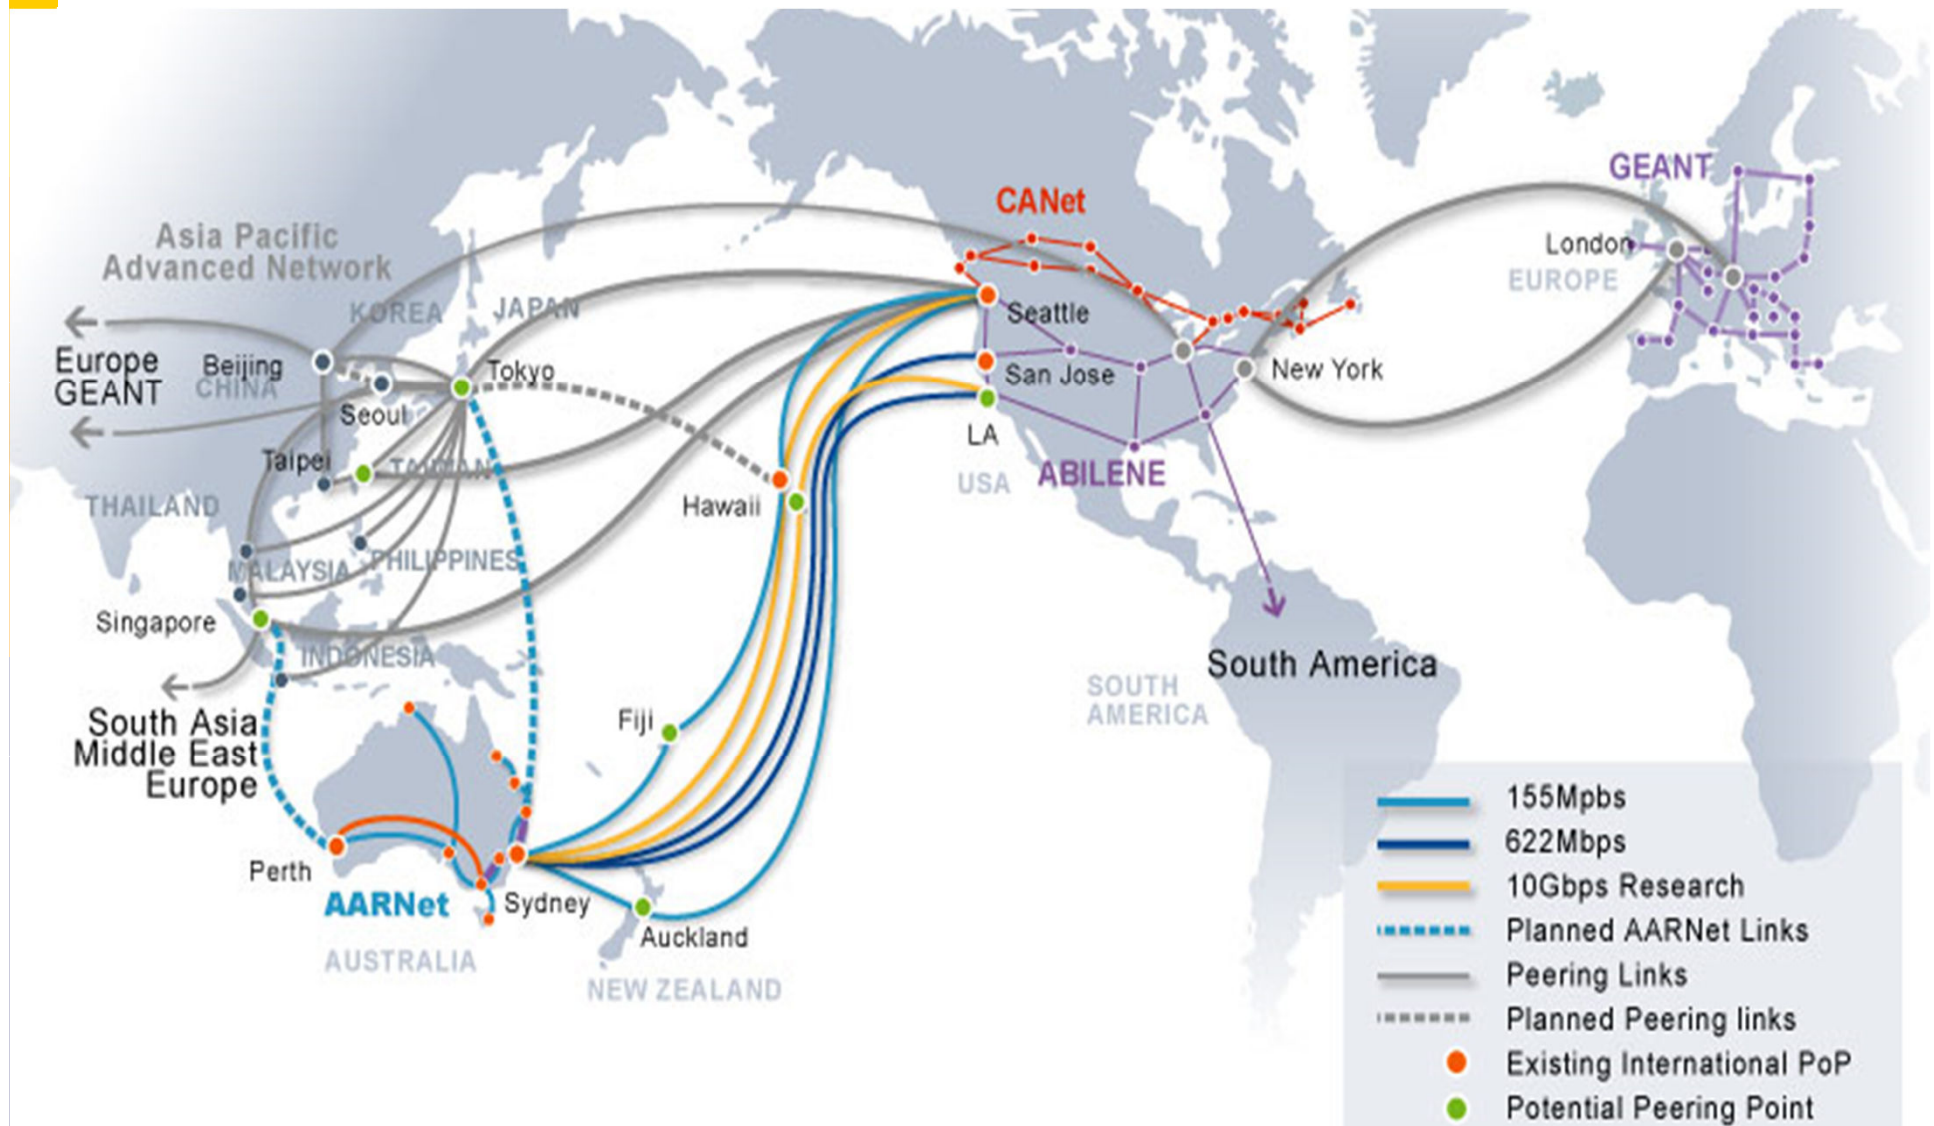 GEANT
CANet
Asia Pacific
Advanced Network
London
EUROPE
KOREA
JAPAN
Seattle
Europe
GEANT
Beijing
CHINA
Tokyo
San Jose
New York
Seoul
LA
Taipei
TAIWAN
USA
ABILENE
THAILAND
Hawaii
MALAYSIA
PHILIPPINES
Singapore
INDONESIA
South America
SOUTH
AMERICA
South Asia
Middle East
Europe
Fiji
Perth
AARNet
Sydney
Auckland
AUSTRALIA
NEW ZEALAND
155Mpbs
622Mbps
10Gbps Research
Planned AARNet Links
Peering Links
Planned Peering links
Existing International PoP
Potential Peering Point